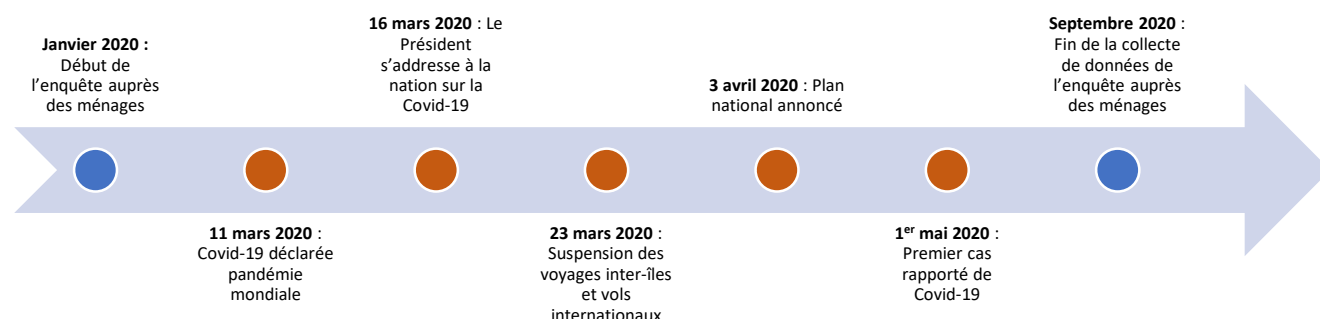 Janvier 2020 :
Début de
l'enquête auprès
des ménages
11 mars 2020 :
Covid-19 déclarée
pandémie
mondiale
16 mars 2020 : Le
Président
s'addresse à la
nation sur la
Covid-19
23 mars 2020 :
Suspension des
voyages inter-îles
et vols
internationaux
3 avril 2020 : Plan
national annoncé
1er mai 2020 :
Premier cas
rapporté de
Covid-19
Septembre 2020 :
Fin de la collecte
de données de
l'enquête auprès
des ménages